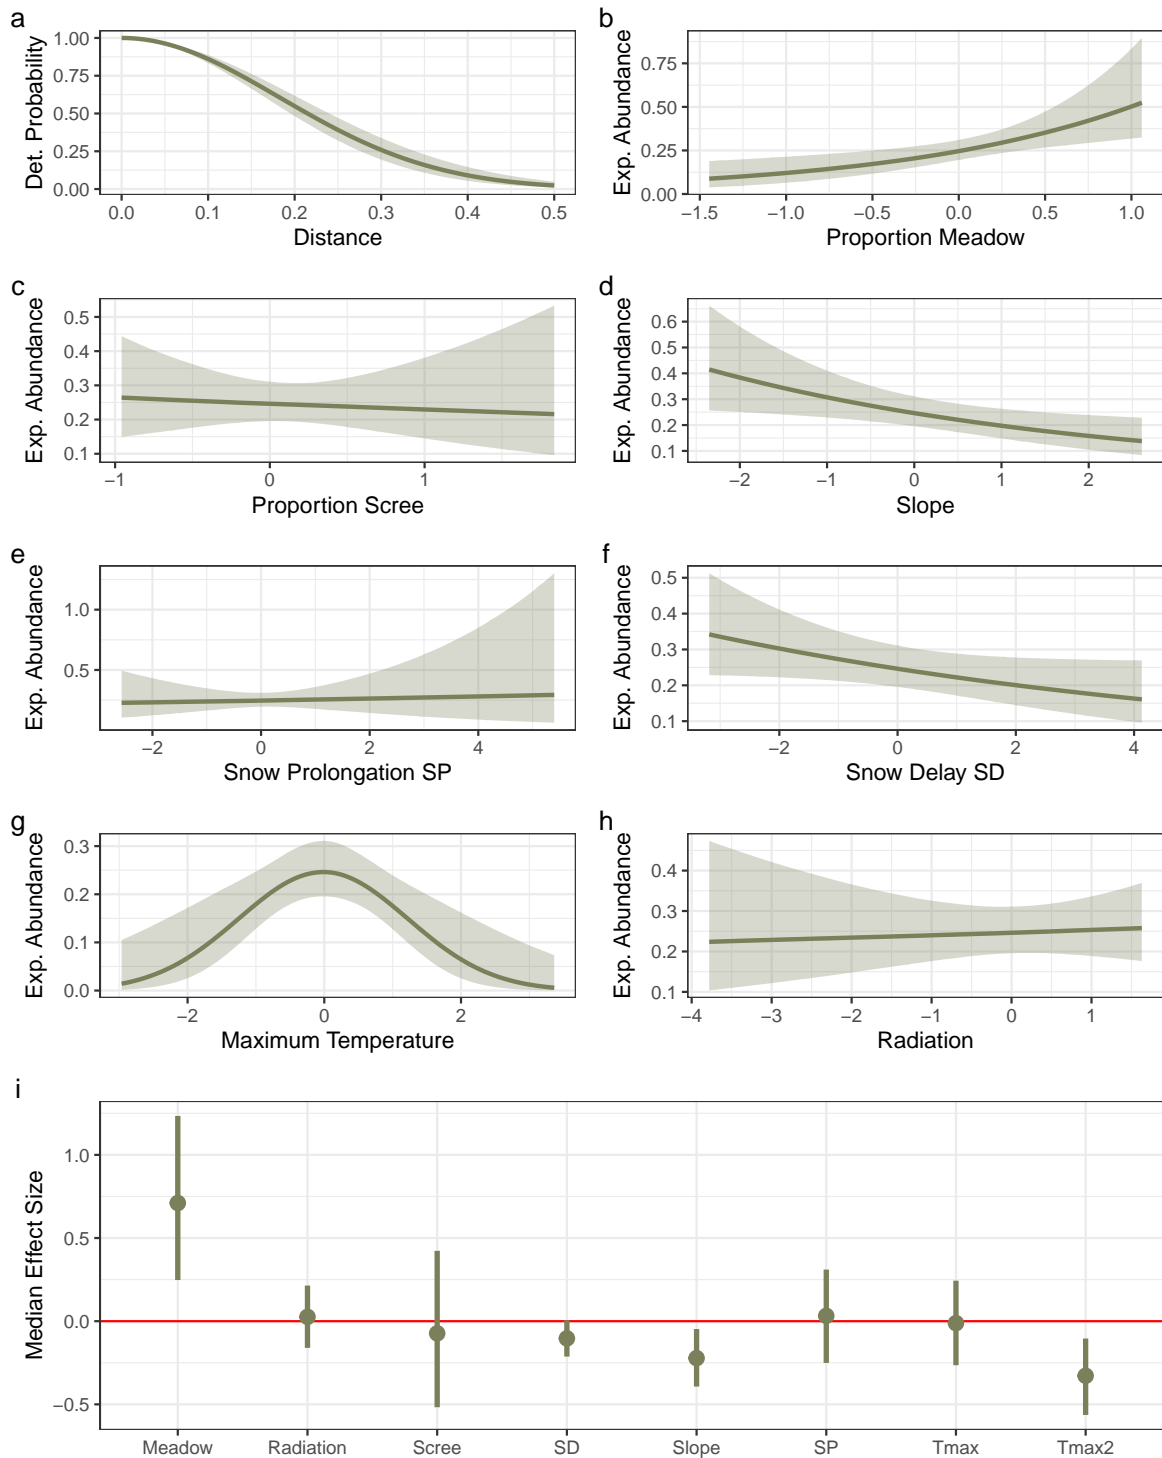 a
Det. Probability
1.00
0.75
0.50
0.25
0.00
0.0 0.1 0.2 0.3 0.4 0.5
Distance
b
Exp. Abundance
0.75
0.50
0.25
0.00
−1.5 −1.0 −0.5 0.0 0.5 1.0
Proportion Meadow
c
Exp. Abundance
0.5
0.4
0.3
0.2
0.1
−1 0 1
Proportion Scree
d
Exp. Abundance
0.6
0.5
0.4
0.3
0.2
0.1
−2 −1 0 1 2
Slope
e
Exp. Abundance
1.0
0.5
−2 0 2 4
Snow Prolongation SP
f
Exp. Abundance
0.5
0.4
0.3
0.2
0.1
−2 0 2 4
Snow Delay SD
g
Exp. Abundance
0.3
0.2
0.1
0.0
−2 0 2
Maximum Temperature
h
Exp. Abundance
0.4
0.3
0.2
0.1
−4 −3 −2 −1 0 1
Radiation
i
Median Effect Size
1.0
0.5
0.0
−0.5
Meadow Radiation Scree SD Slope SP Tmax Tmax2